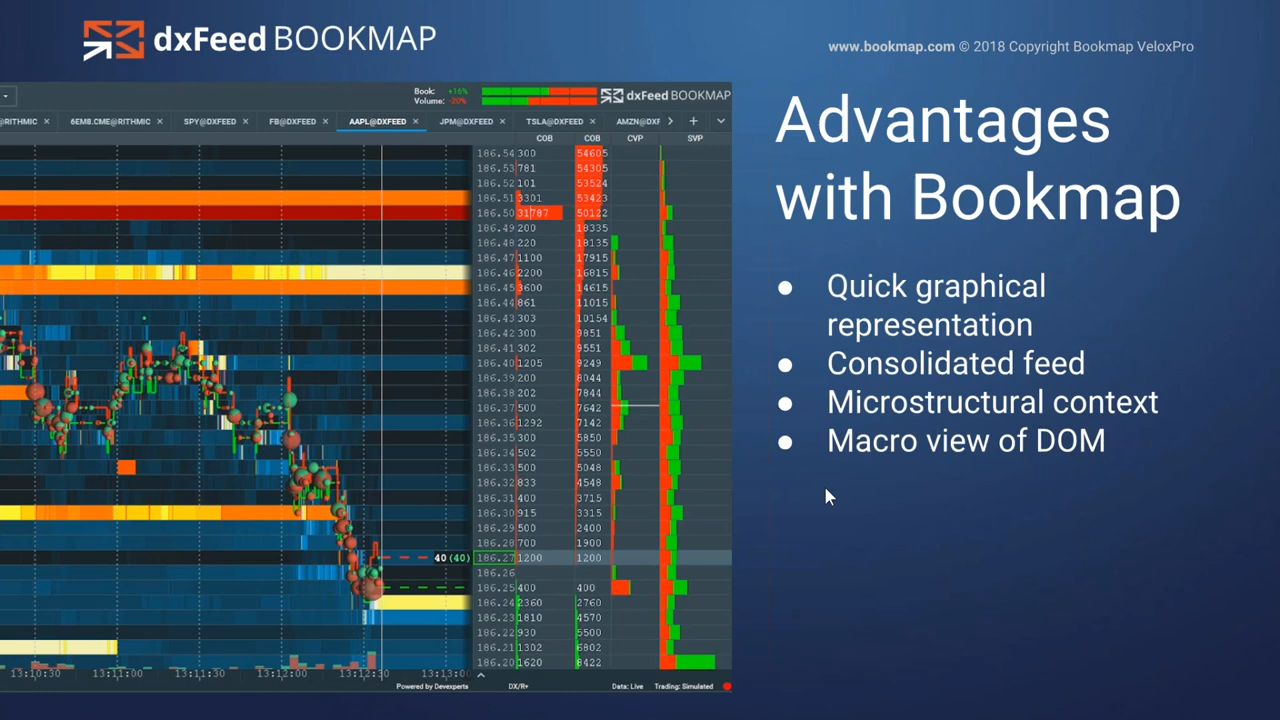 dxFeed BOOKMAP
www.bookmap.com © 2018 Copyright Bookmap VeloxPro
Book: +16%
Volume: -20%
dxFeed BOOKMAP
@RITHMIC × 6EM8.CME@RITHMIC × SPY@DXFEED × FB@DXFEED × AAPL@DXFEED × JPM@DXFEED × TSLA@DXFEED × AMZN@DXF
COB COB CVP SVP
186.54 300 54605
186.53 781 54305
186.52 101 53524
186.51 3301 53423
186.50 31787 50122
186.49 200 18335
186.48 220 18135
186.47 1100 17915
186.46 2200 16815
186.45 3600 14615
186.44 861 11015
186.43 303 10154
186.42 300 9851
186.41 302 9551
186.40 1205 9249
186.39 200 8044
186.38 202 7844
186.37 500 7642
186.36 1292 7142
186.35 300 5850
186.34 502 5550
186.33 500 5048
186.32 833 4548
186.31 400 3715
186.30 915 3315
186.29 500 2400
186.28 700 1900
40 (40) 186.27 1200 1200
186.26
186.25 400 400
186.24 2360 2760
186.23 1810 4570
186.22 930 5500
186.21 1302 6802
186.20 1620 8422
13:10:30 13:11:00 13:11:30 13:12:00 13:12:30 13:13:00
Powered by Devexperts DX/R+ Data: Live Trading: Simulated
Advantages
with Bookmap
● Quick graphical
representation
● Consolidated feed
● Microstructural context
● Macro view of DOM